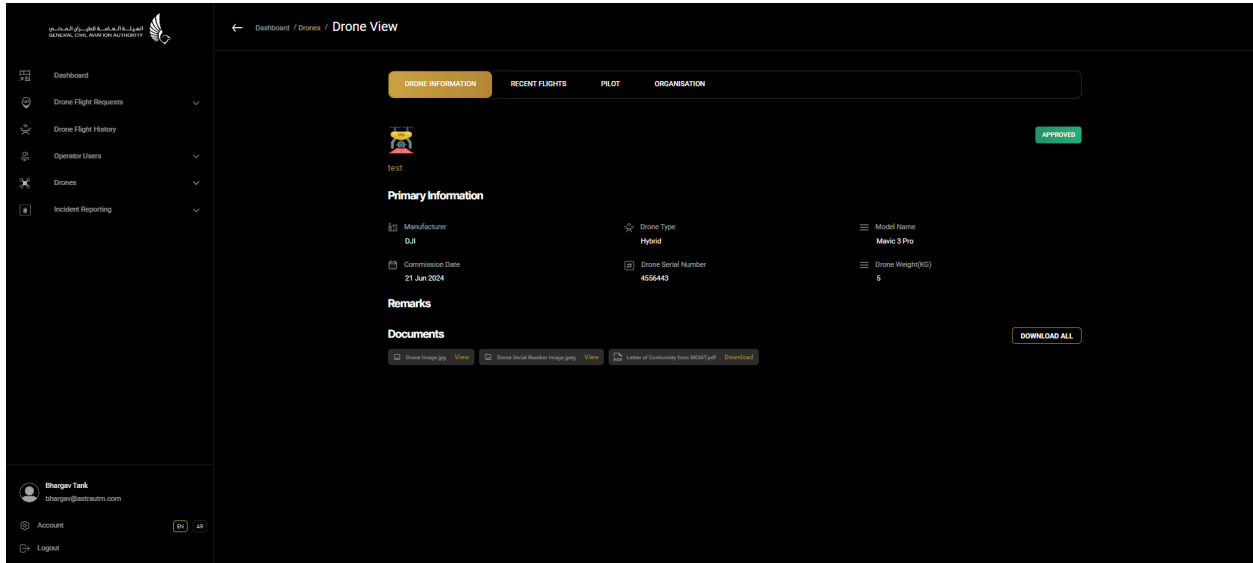 الهيئة العامة للطيران المدني
GENERAL CIVIL AVIATION AUTHORITY
Dashboard / Drones / Drone View
Dashboard
Drone Flight Requests
Drone Flight History
Operator Users
Drones
Incident Reporting
DRONE INFORMATION RECENT FLIGHTS PILOT ORGANISATION
APPROVED
test
Primary Information
Manufacturer Drone Type Model Name
DJI Hybrid Mavic 3 Pro
Commission Date Drone Serial Number Drone Weight(KG)
21 Jun 2024 4556443 5
Remarks
Documents DOWNLOAD ALL
Drone Image.jpg View Drone Serial Number Image.jpeg View Letter of Conformity from MOIAT.pdf Download
Bhargav Tank
bhargav@astrautm.com
Account EN AR
Logout